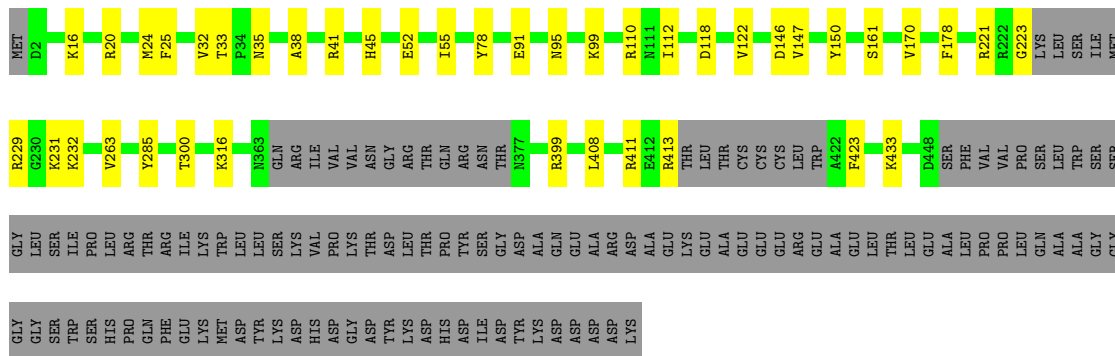 MET D2 K16 R20 M24 F25 V32 T33 P34 N35 A38 R41 H45 E52 I55 Y78 E91 N95 K99 R110 N111 I112 D118 V122 D146 V147 Y150 S161 V170 F178 R221 R222 G223 LYS LEU SER ILE MET
R229 G230 K231 K232 V263 Y285 T300 K316 N363 GLN ARG ILE VAL VAL ASN GLY ARG THR GLN ARG ASN THR N377 R399 L408 R411 E412 R413 THR LEU THR CYS CYS CYS LEU TRP A422 F423 K433 D448 SER PHE VAL VAL PRO SER LEU TRP SER SER
GLY LEU SER ILE PRO LEU ARG THR ARG ILE LYS TRP LEU LEU SER LYS VAL PRO LYS THR ASP LEU THR PRO TYR SER GLY ASP ALA GLN GLU ALA ARG ASP ALA GLU LYS GLU ALA GLU GLU GLU ARG GLU ALA GLU LEU THR LEU GLU ALA LEU PRO PRO LEU GLN ALA ALA GLY GLY
GLY GLY SER TRP SER HIS PRO GLN PHE GLU LYS MET ASP TYR LYS ASP HIS ASP GLY ASP TYR LYS ASP HIS ASP ILE ASP TYR LYS ASP ASP ASP ASP LYS